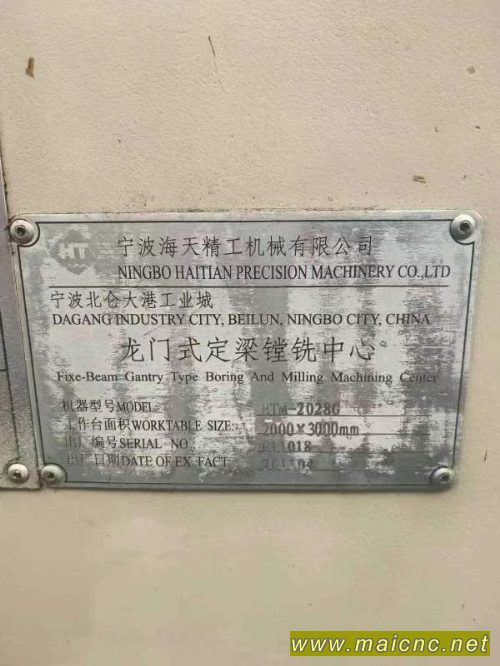 HT
宁波海天精工机械有限公司
NINGBO HAITIAN PRECISION MACHINERY CO.,LTD
宁波北仑大港工业城
DAGANG INDUSTRY CITY, BEILUN, NINGBO CITY, CHINA
龙门式定梁镗铣中心
Fixe-Beam Gantry Type Boring And Milling Machining Center
机器型号MODEL:
工作台面积WORKTABLE SIZE: 2000×3000mm
出厂编号SERIAL NO
出厂日期DATE OF EX FACT.
www.maicnc.net